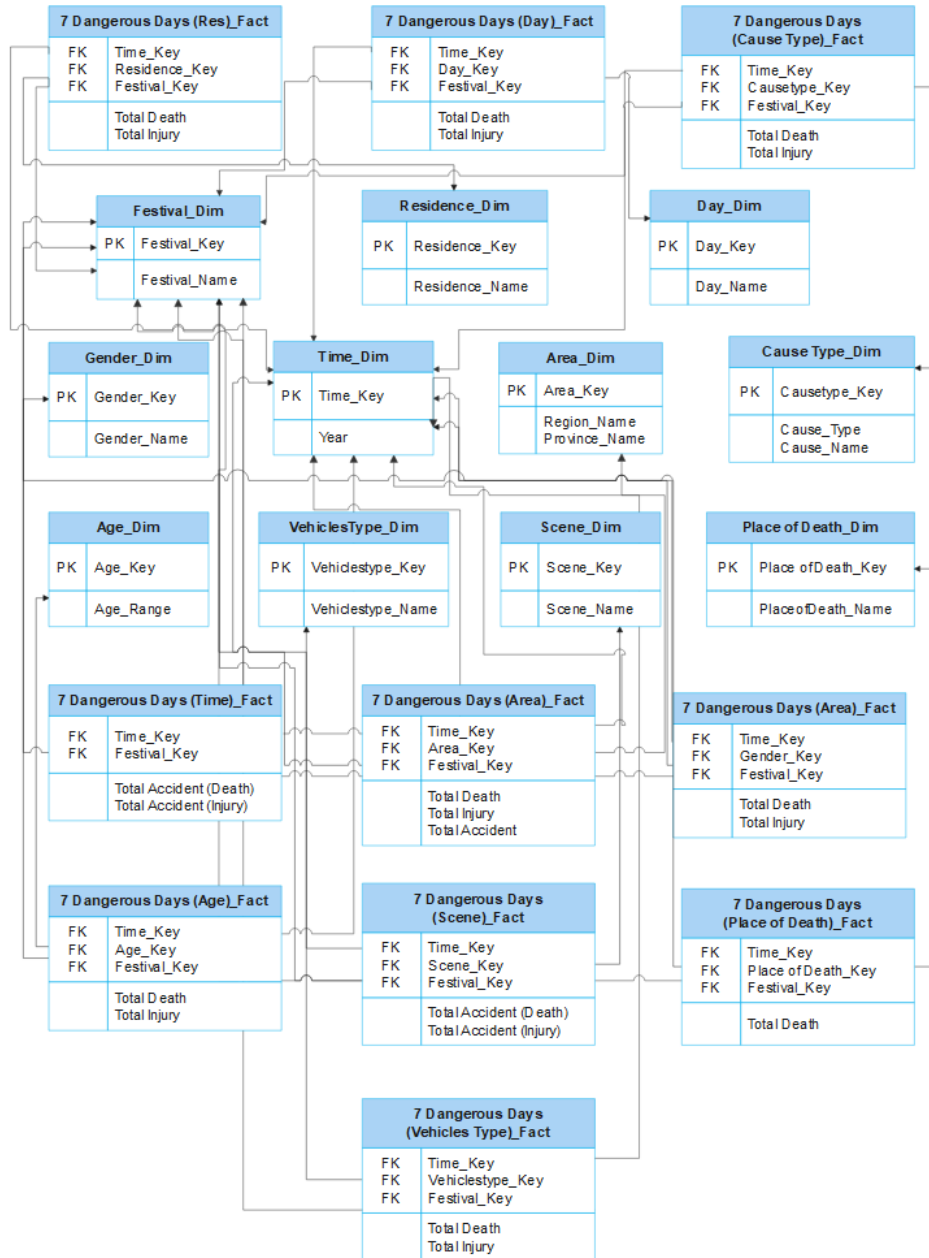 7 Dangerous Days (Res)_Fact
FK Time_Key
FK Residence_Key
FK Festival_Key
Total Death
Total Injury
7 Dangerous Days (Day)_Fact
FK Time_Key
FK Day_Key
FK Festival_Key
Total Death
Total Injury
7 Dangerous Days
(Cause Type)_Fact
FK Time_Key
FK Causetype_Key
FK Festival_Key
Total Death
Total Injury
Festival_Dim
PK Festival_Key
Festival_Name
Residence_Dim
PK Residence_Key
Residence_Name
Day_Dim
PK Day_Key
Day_Name
Gender_Dim
PK Gender_Key
Gender_Name
Time_Dim
PK Time_Key
Year
Area_Dim
PK Area_Key
Region_Name
Province_Name
Cause Type_Dim
PK Causetype_Key
Cause_Type
Cause_Name
Age_Dim
PK Age_Key
Age_Range
VehiclesType_Dim
PK Vehiclestype_Key
Vehiclestype_Name
Scene_Dim
PK Scene_Key
Scene_Name
Place of Death_Dim
PK Place of Death_Key
PlaceofDeath_Name
7 Dangerous Days (Time)_Fact
FK Time_Key
FK Festival_Key
Total Accident (Death)
Total Accident (Injury)
7 Dangerous Days (Area)_Fact
FK Time_Key
FK Area_Key
FK Festival_Key
Total Death
Total Injury
Total Accident
7 Dangerous Days (Area)_Fact
FK Time_Key
FK Gender_Key
FK Festival_Key
Total Death
Total Injury
7 Dangerous Days (Age)_Fact
FK Time_Key
FK Age_Key
FK Festival_Key
Total Death
Total Injury
7 Dangerous Days
(Scene)_Fact
FK Time_Key
FK Scene_Key
FK Festival_Key
Total Accident (Death)
Total Accident (Injury)
7 Dangerous Days
(Place of Death)_Fact
FK Time_Key
FK Place of Death_Key
FK Festival_Key
Total Death
7 Dangerous Days
(Vehicles Type)_Fact
FK Time_Key
FK Vehiclestype_Key
FK Festival_Key
Total Death
Total Injury